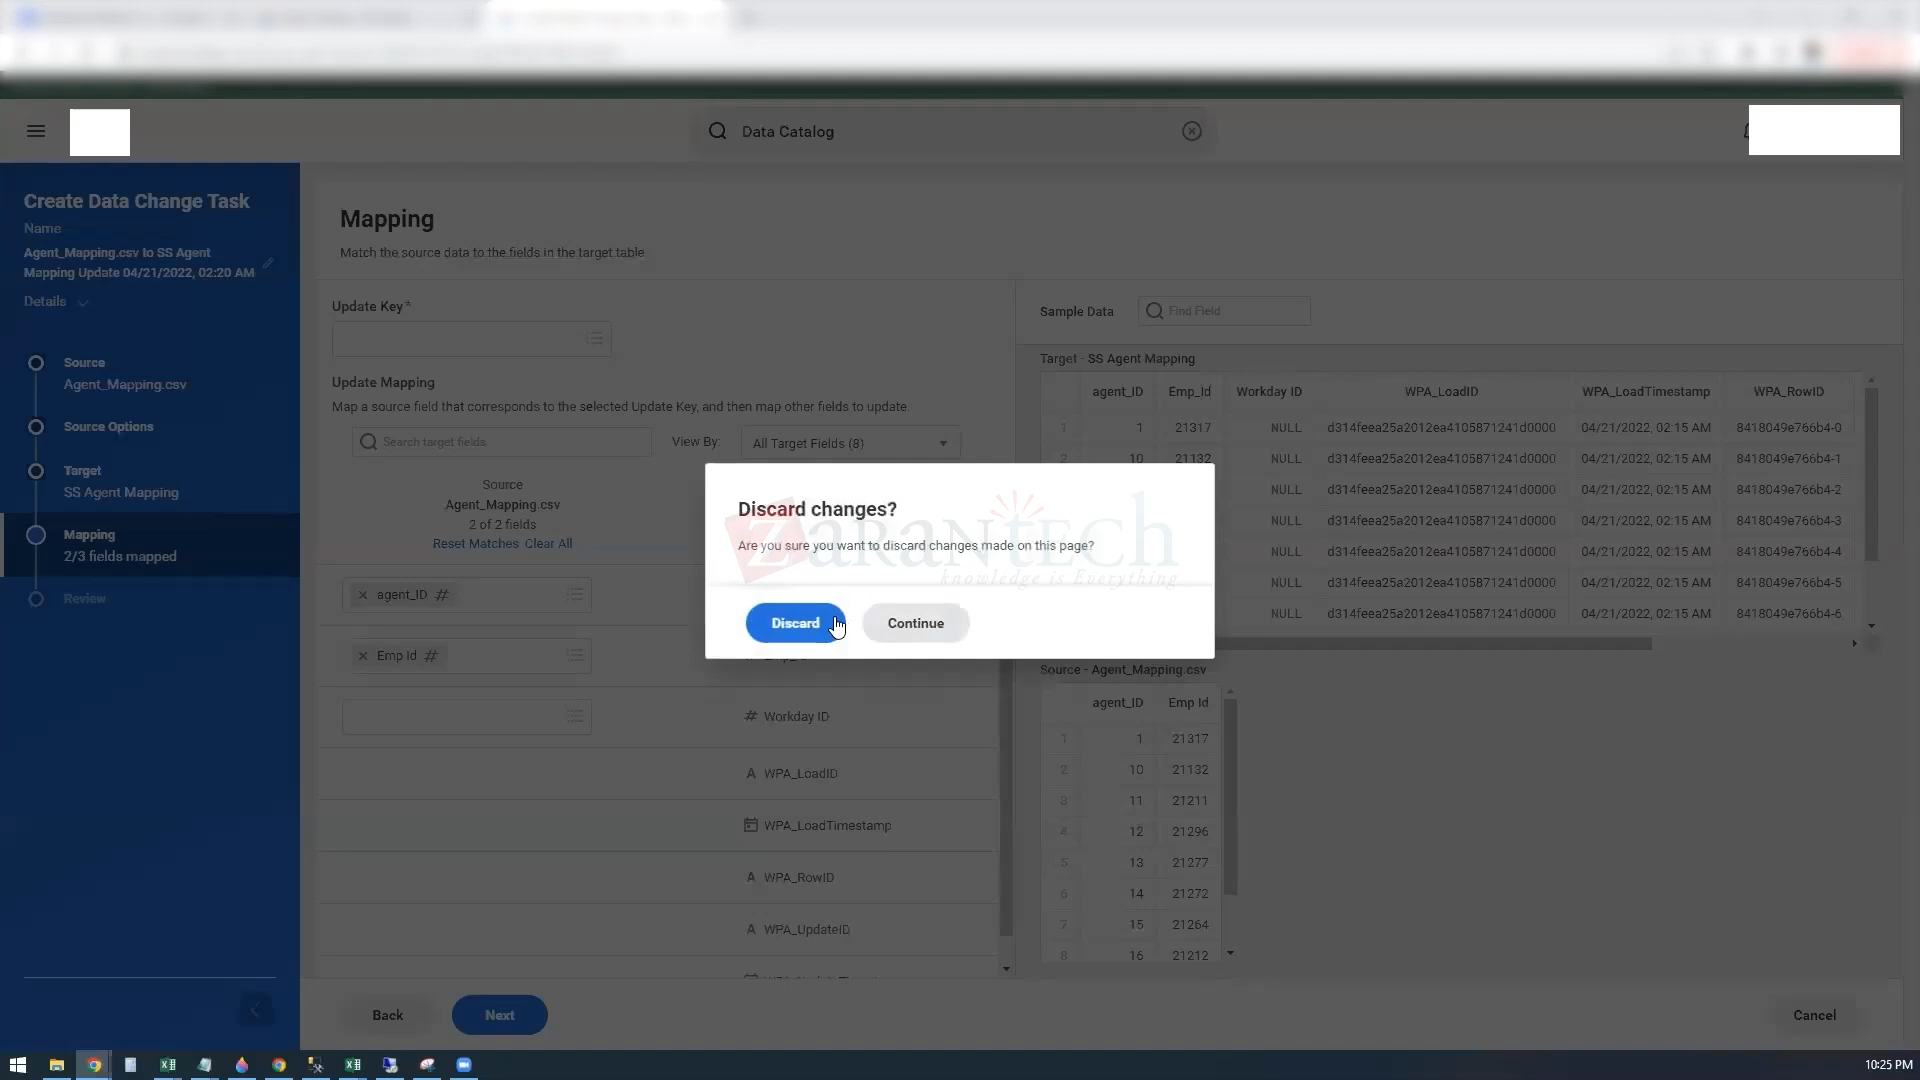 Data Catalog
Create Data Change Task
Name
Agent_Mapping.csv to SS Agent
Mapping Update 04/21/2022, 02:20 AM
Details
Source
Agent_Mapping.csv
Source Options
Target
SS Agent Mapping
Mapping
2/3 fields mapped
Review
Mapping
Match the source data to the fields in the target table
Update Key*
Update Mapping
Map a source field that corresponds to the selected Update Key, and then map other fields to update.
Search target fields
View By:
All Target Fields (8)
Source
Agent_Mapping.csv
2 of 2 fields
Reset Matches Clear All
agent_ID #
Emp Id #
# Workday ID
A WPA_LoadID
WPA_LoadTimestamp
A WPA_RowID
A WPA_UpdateID
Back
Next
Cancel
Discard changes?
Are you sure you want to discard changes made on this page?
Discard
Continue
ZARANTECH
knowledge is Everything
Sample Data
Find Field
Target - SS Agent Mapping
agent_ID Emp_Id Workday ID WPA_LoadID WPA_LoadTimestamp WPA_RowID
1 1 21317 NULL d314feea25a2012ea4105871241d0000 04/21/2022, 02:15 AM 8418049e766b4-0
2 10 21132 NULL d314feea25a2012ea4105871241d0000 04/21/2022, 02:15 AM 8418049e766b4-1
NULL d314feea25a2012ea4105871241d0000 04/21/2022, 02:15 AM 8418049e766b4-2
NULL d314feea25a2012ea4105871241d0000 04/21/2022, 02:15 AM 8418049e766b4-3
NULL d314feea25a2012ea4105871241d0000 04/21/2022, 02:15 AM 8418049e766b4-4
NULL d314feea25a2012ea4105871241d0000 04/21/2022, 02:15 AM 8418049e766b4-5
NULL d314feea25a2012ea4105871241d0000 04/21/2022, 02:15 AM 8418049e766b4-6
Source - Agent_Mapping.csv
agent_ID Emp Id
1 1 21317
2 10 21132
3 11 21211
4 12 21296
5 13 21277
6 14 21272
7 15 21264
8 16 21212
10:25 PM